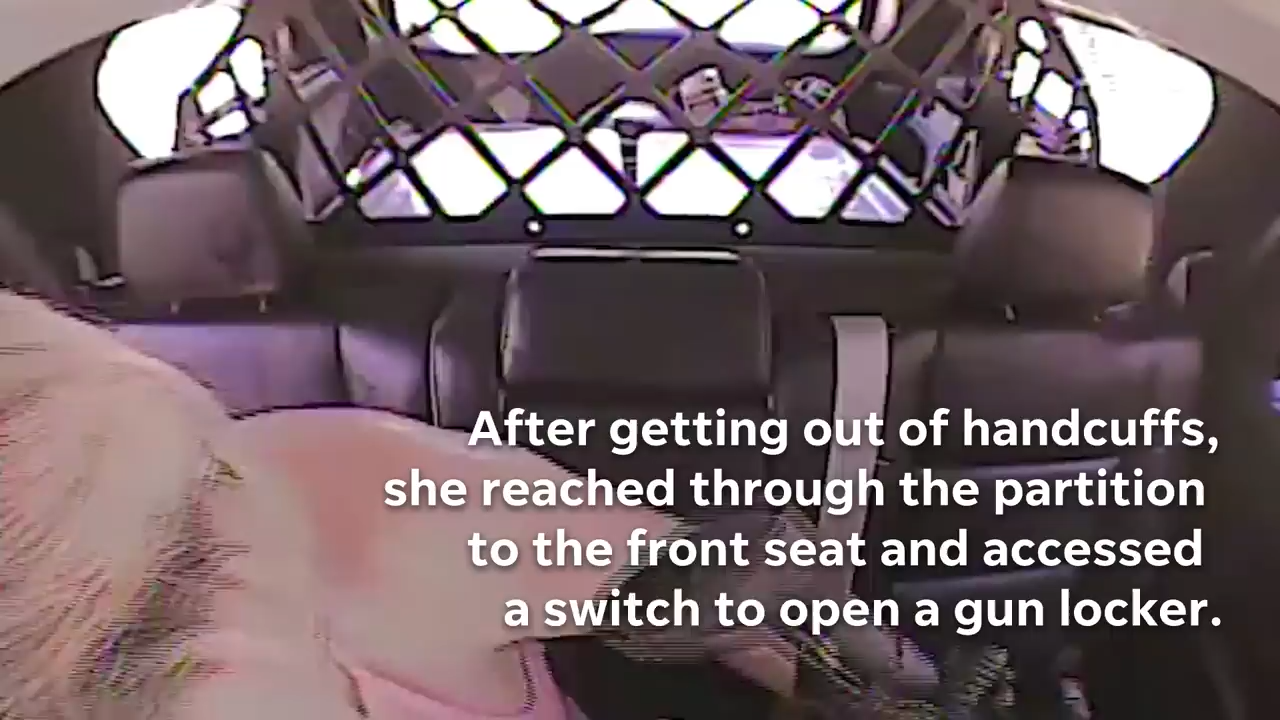 After getting out of handcuffs,
she reached through the partition
to the front seat and accessed
a switch to open a gun locker.